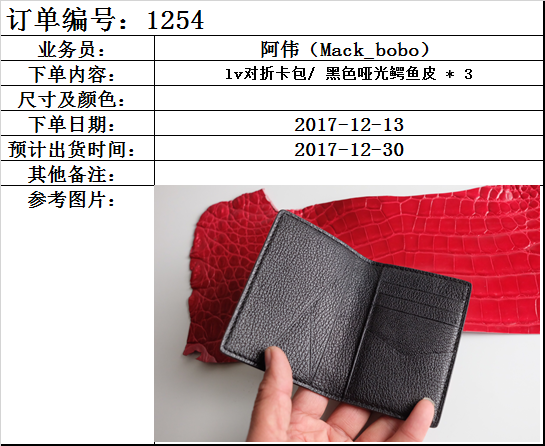 订单编号：1254
业务员： 阿伟（Mack_bobo）
下单内容： lv对折卡包/ 黑色哑光鳄鱼皮 * 3
尺寸及颜色：
下单日期： 2017-12-13
预计出货时间： 2017-12-30
其他备注：
参考图片：